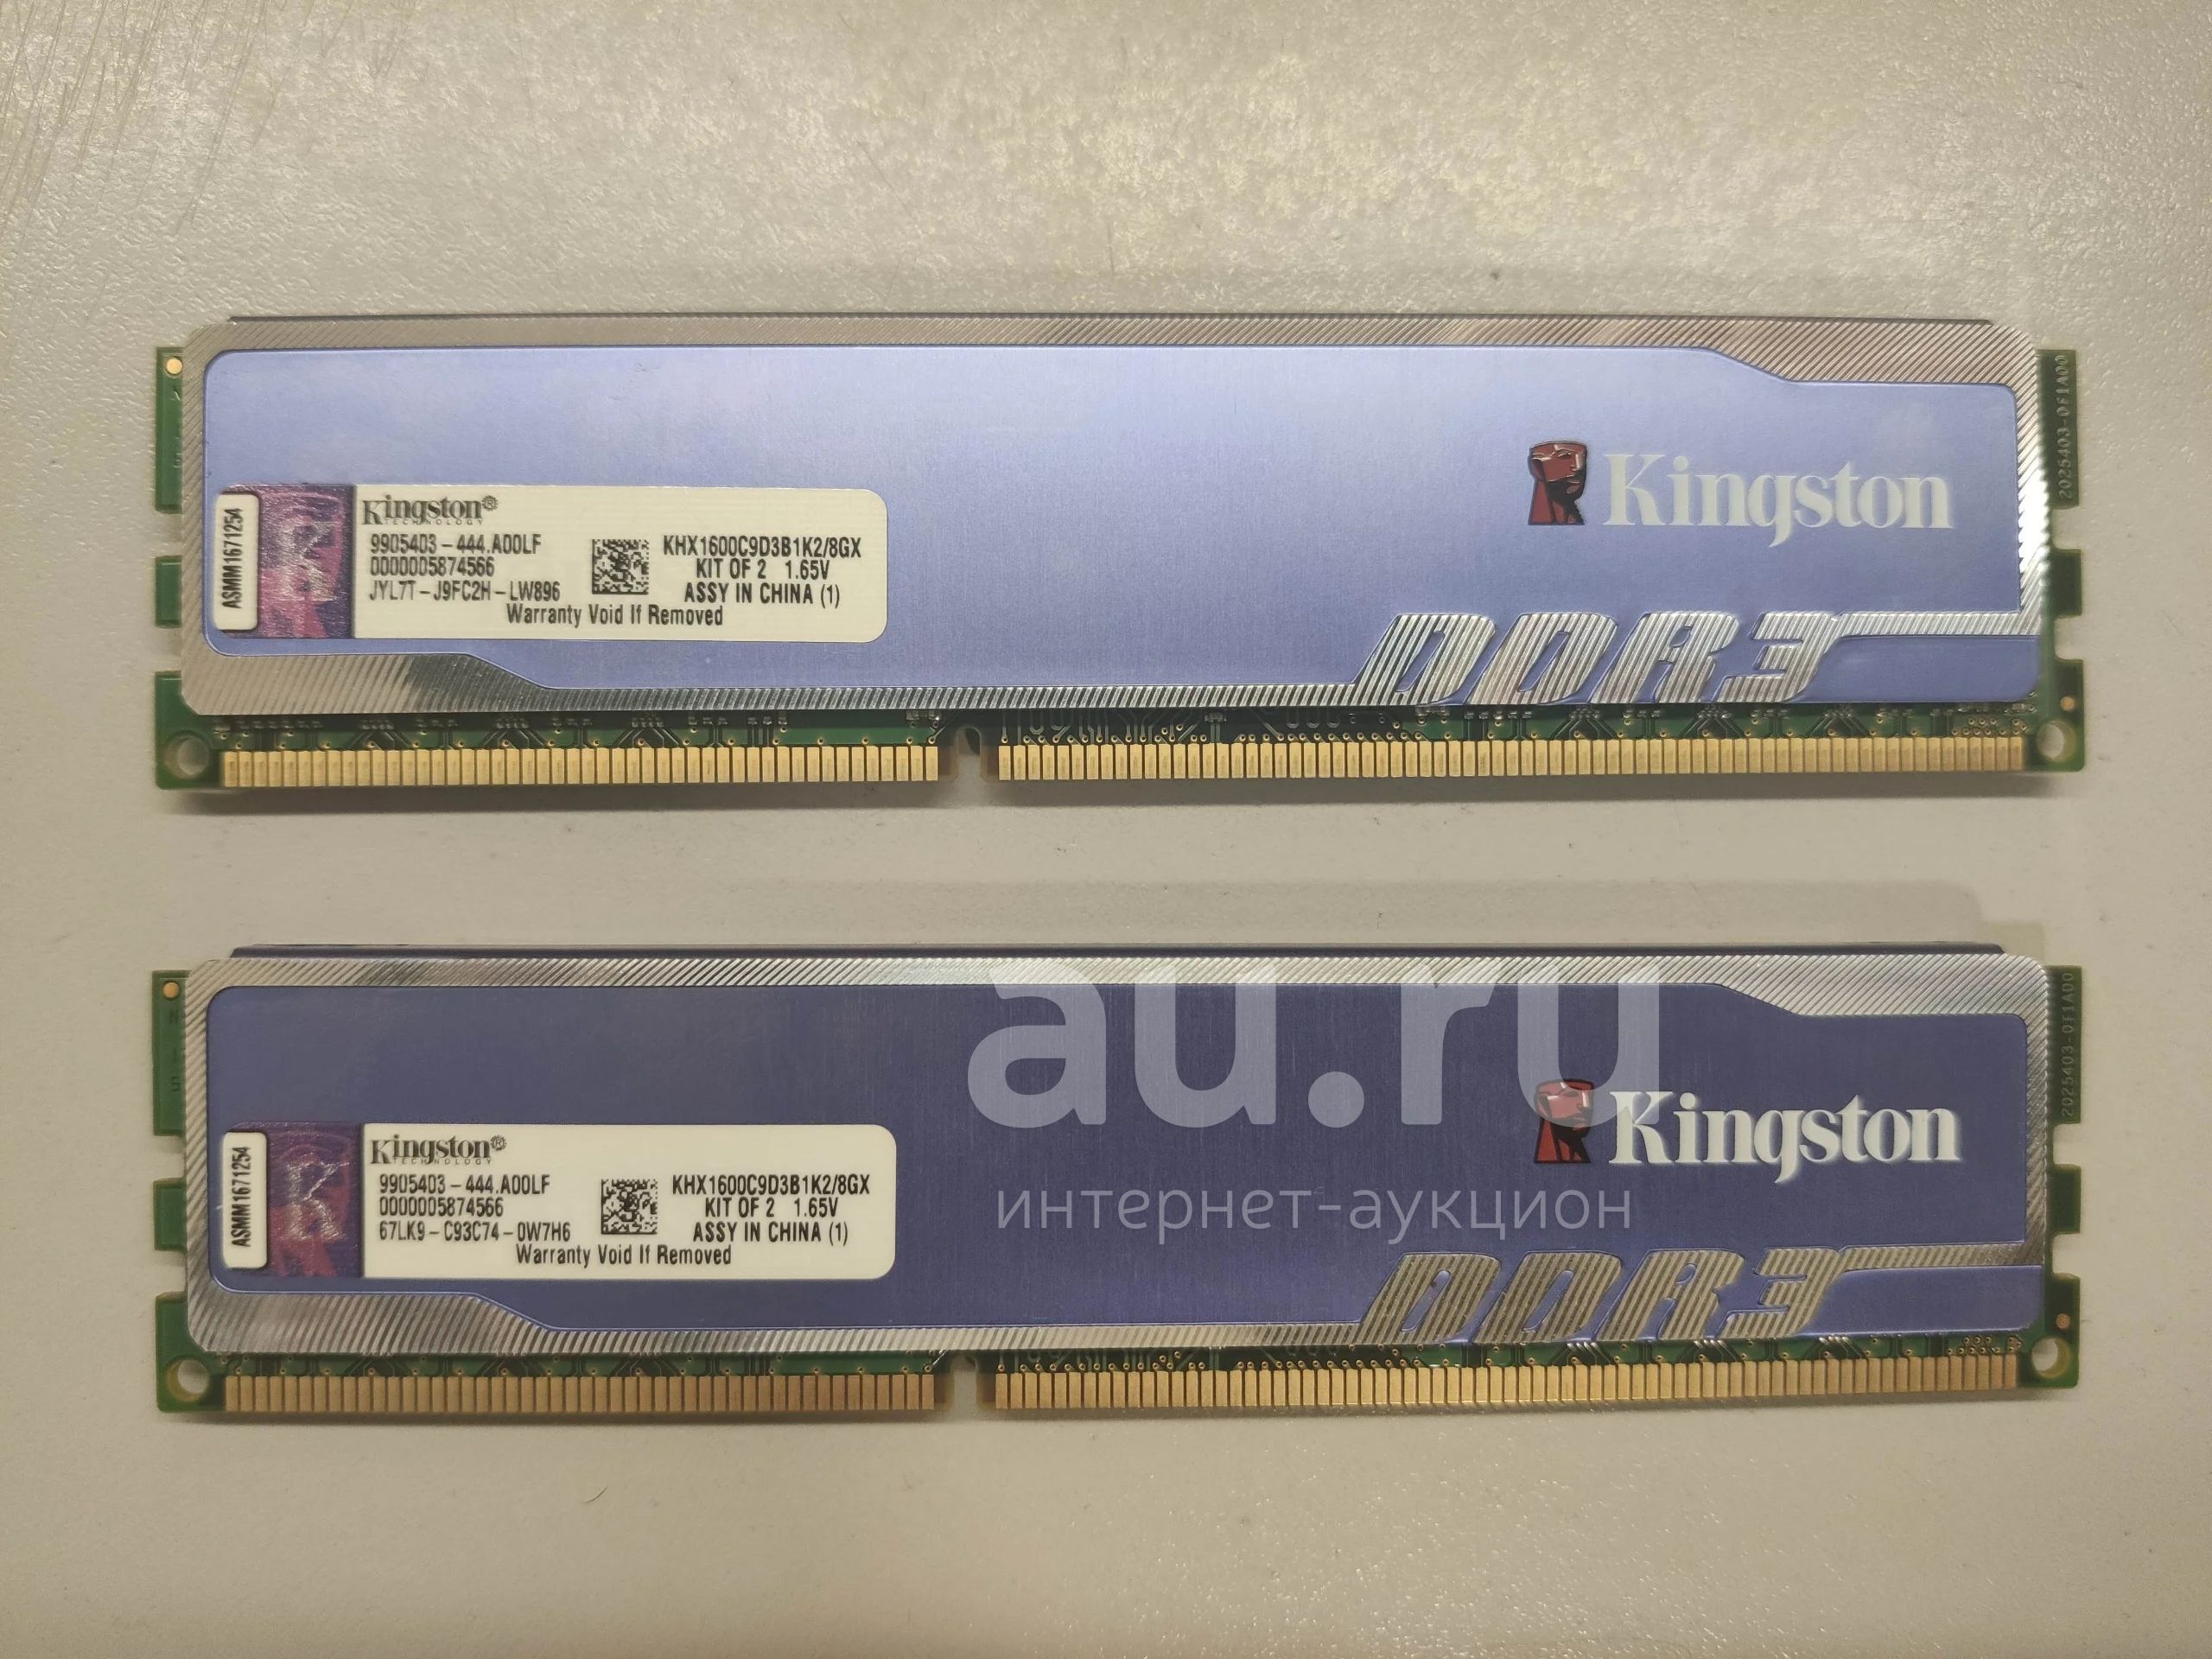 Kingston®
TECHNOLOGY
9905403-444.A00LF
0000005874566
JYL7T-J9FC2H-LW896
KHX1600C9D3B1K2/8GX
KIT OF 2 1.65V
ASSY IN CHINA (1)
Warranty Void If Removed
ASMM1671254
Kingston
DDR3
2025403-0F1A00
au.ru
интернет-аукцион
Kingston®
TECHNOLOGY
9905403-444.A00LF
0000005874566
67LK9-C93C74-0W7H6
KHX1600C9D3B1K2/8GX
KIT OF 2 1.65V
ASSY IN CHINA (1)
Warranty Void If Removed
ASMM1671254
Kingston
DDR3
2025403-0F1A00